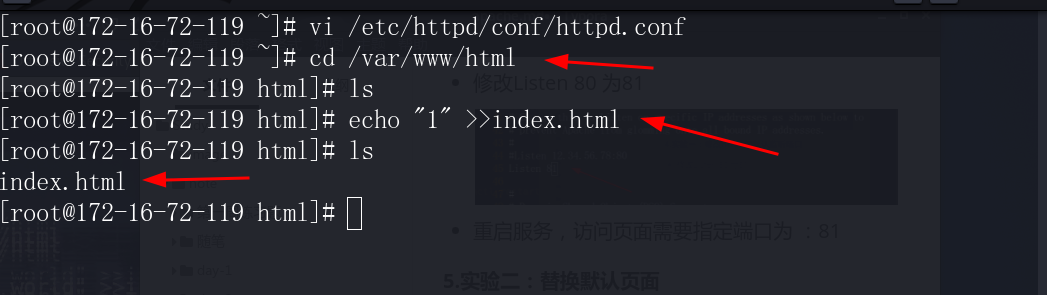 [root@172-16-72-119 ~]# vi /etc/httpd/conf/httpd.conf
[root@172-16-72-119 ~]# cd /var/www/html
修改Listen 80 为81
[root@172-16-72-119 html]# ls
[root@172-16-72-119 html]# echo "1" >>index.html
[root@172-16-72-119 html]# ls
index.html
[root@172-16-72-119 html]#
重启服务，访问页面需要指定端口为 ：81
随笔
day-1
5.实验二：替换默认页面